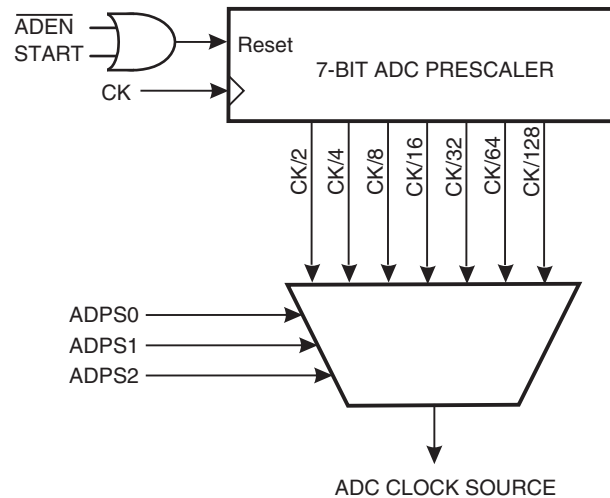 ADEN
START
Reset
7-BIT ADC PRESCALER
CK
CK/2
CK/4
CK/8
CK/16
CK/32
CK/64
CK/128
ADPS0
ADPS1
ADPS2
ADC CLOCK SOURCE